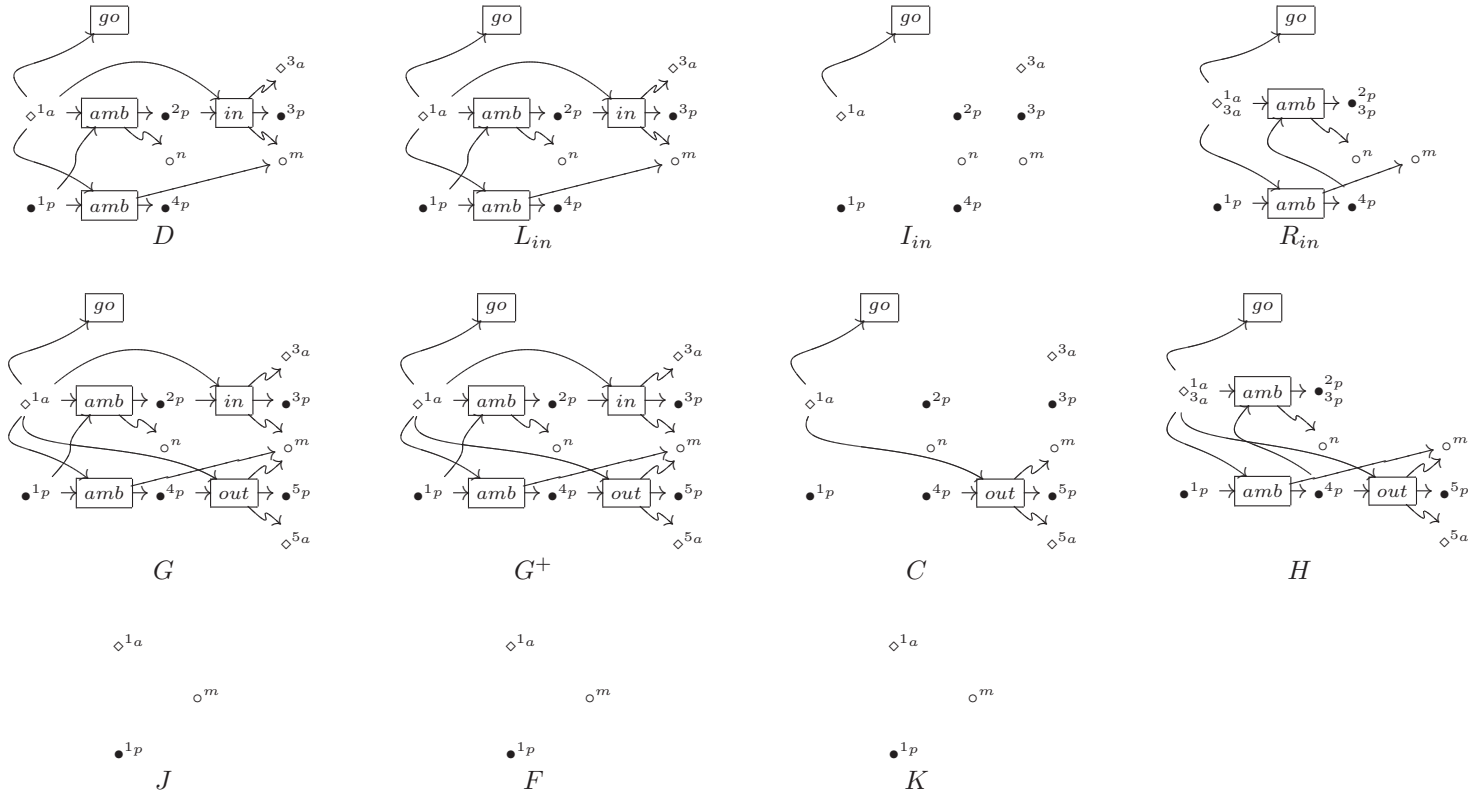 go go go go
3a 3a 3a
1a amb 2p in 3p 1a amb 2p in 3p 1a 2p 3p 1a 3a amb 2p 3p
n m n m n m n m
1p amb 4p 1p amb 4p 1p 4p 1p amb 4p
D L_in I_in R_in
go go go go
3a 3a 3a
1a amb 2p in 3p 1a amb 2p in 3p 1a 2p 3p 1a 3a amb 2p 3p
n m n m n m n m
1p amb 4p out 5p 1p amb 4p out 5p 1p 4p out 5p 1p amb 4p out 5p
5a 5a 5a 5a
G G+ C H
1a 1a 1a
m m m
1p 1p 1p
J F K